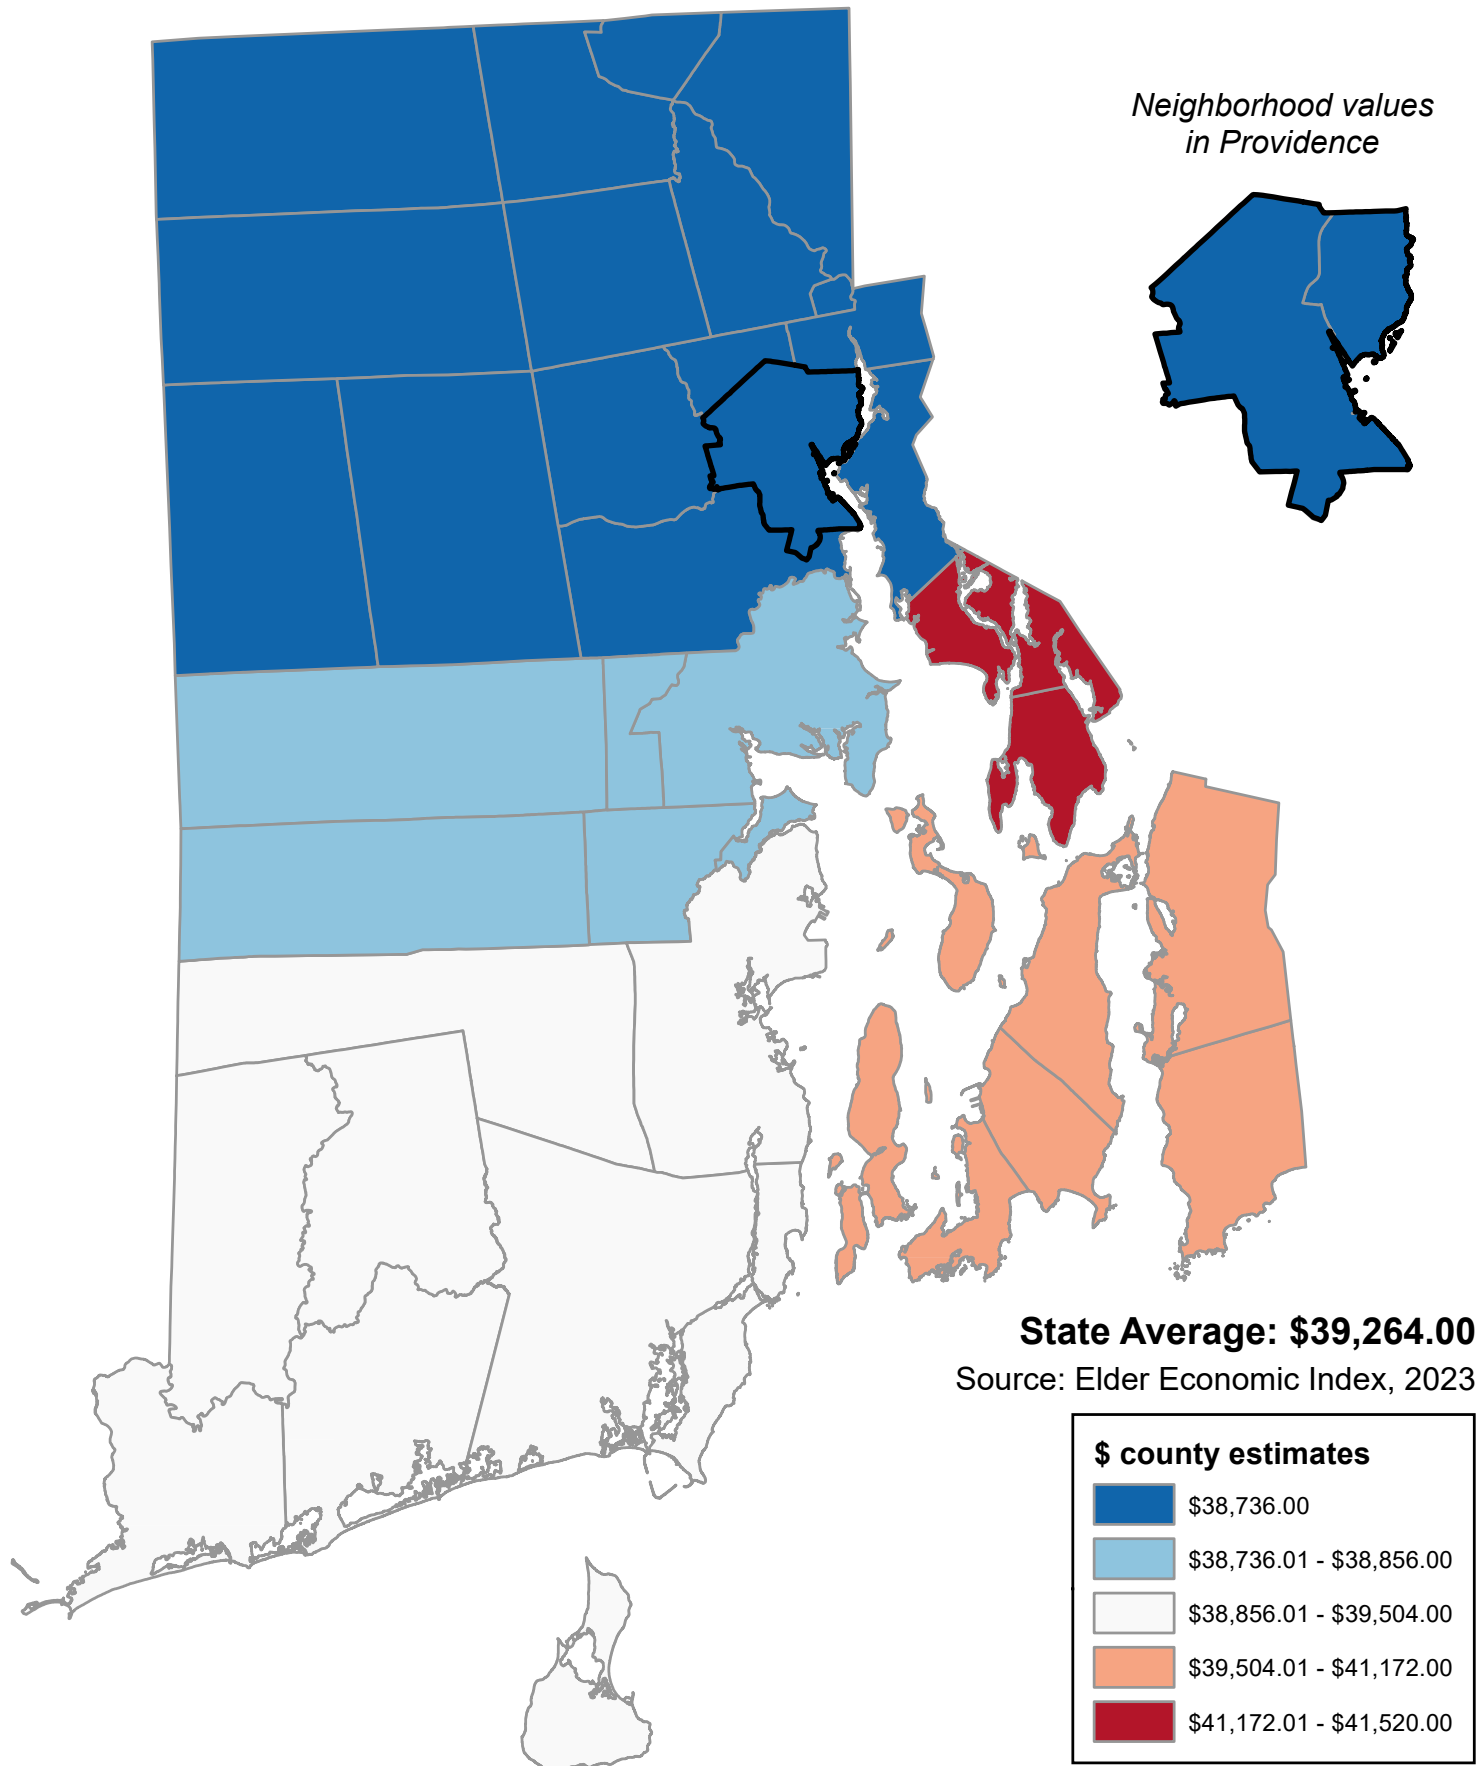 Neighborhood values
in Providence
State Average: $39,264.00
Source: Elder Economic Index, 2023
$ county estimates
$38,736.00
$38,736.01 - $38,856.00
$38,856.01 - $39,504.00
$39,504.01 - $41,172.00
$41,172.01 - $41,520.00